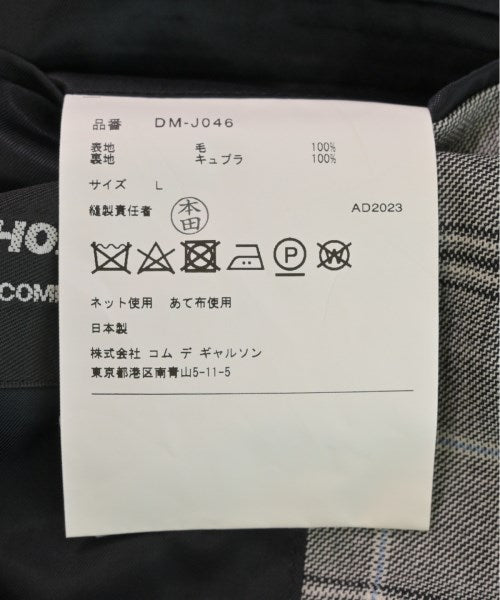 品番 DM-J046
表地 毛 100%
裏地 キュプラ 100%
サイズ L
縫製責任者 本田 AD2023
P W
ネット使用 あて布使用
日本製
株式会社 コム デ ギャルソン
東京都港区南青山5-11-5
HO
COMM